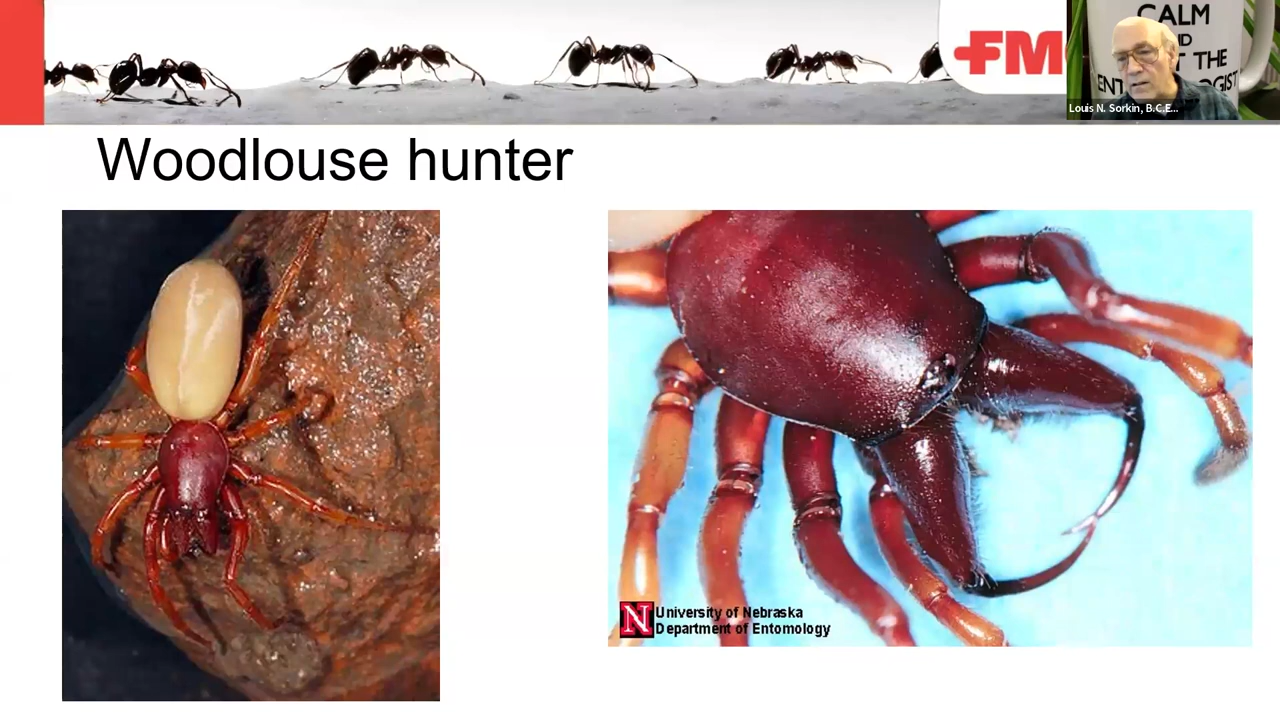 CALM
FM
THE
Louis N. Sorkin, B.C.E...
Woodlouse hunter
N University of Nebraska
Department of Entomology